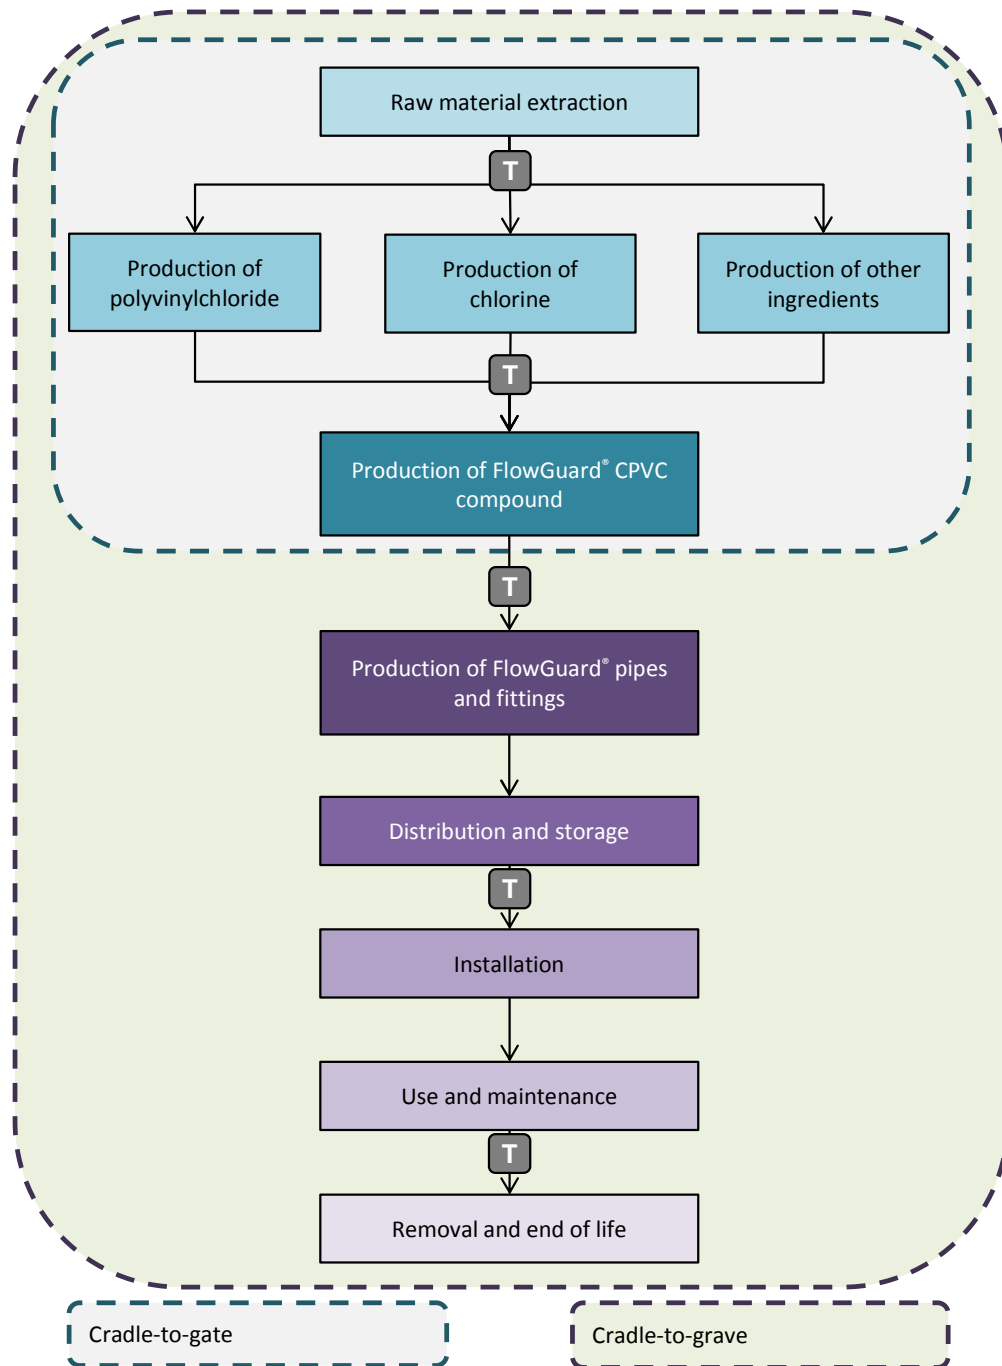 Raw material extraction
T
Production of
polyvinylchloride
Production of
chlorine
Production of other
ingredients
T
Production of FlowGuard® CPVC
compound
T
Production of FlowGuard® pipes
and fittings
Distribution and storage
T
Installation
Use and maintenance
T
Removal and end of life
Cradle-to-gate
Cradle-to-grave